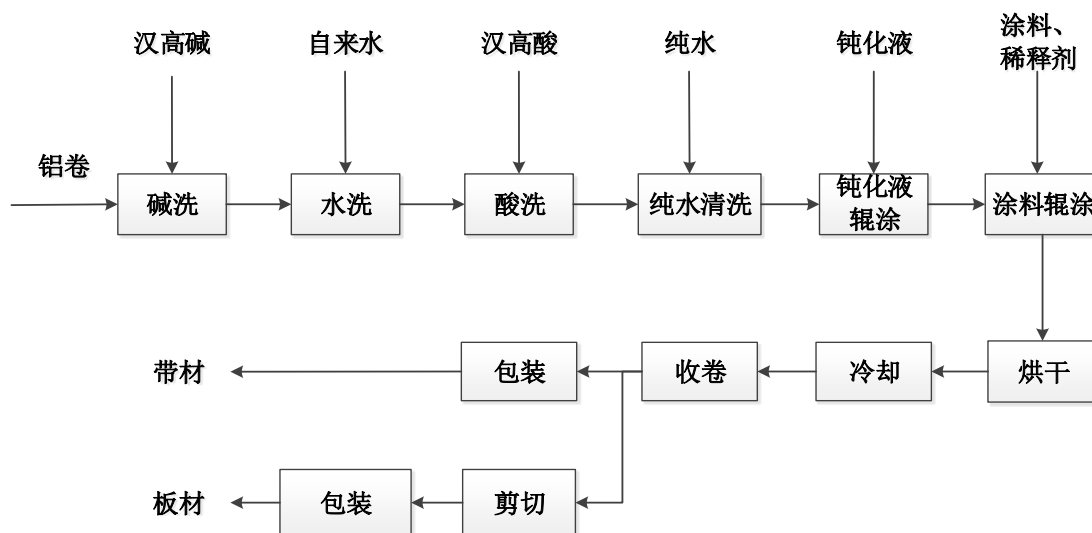 汉高碱
自来水
汉高酸
纯水
钝化液
涂料、
稀释剂
铝卷
碱洗
水洗
酸洗
纯水清洗
钝化液
辊涂
涂料辊涂
带材
包装
收卷
冷却
烘干
板材
包装
剪切